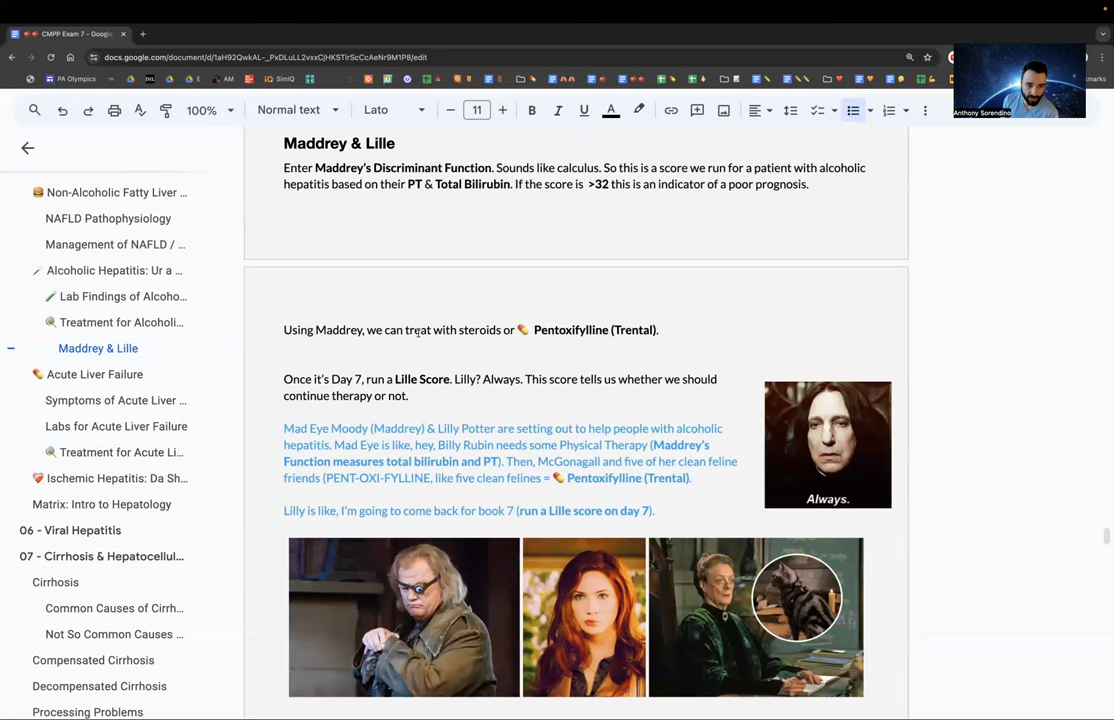 CMPP Exam 7 - Google
docs.google.com/document/d/1aH92QwkAL-_PxDLuLL2vxxCjHKSTirScCcAeNr9M1P8/edit
PA Olympics
DXL
E
AM
SimIQ
Anthony Sorendino
100%
Normal text
Lato
11
B I U A
Non-Alcoholic Fatty Liver ...
NAFLD Pathophysiology
Management of NAFLD / ...
Alcoholic Hepatitis: Ur a ...
Lab Findings of Alcoho...
Treatment for Alcoholi...
Maddrey & Lille
Acute Liver Failure
Symptoms of Acute Liver ...
Labs for Acute Liver Failure
Treatment for Acute Li...
Ischemic Hepatitis: Da Sh...
Matrix: Intro to Hepatology
06 - Viral Hepatitis
07 - Cirrhosis & Hepatocellul...
Cirrhosis
Common Causes of Cirrh...
Not So Common Causes ...
Compensated Cirrhosis
Decompensated Cirrhosis
Processing Problems
Maddrey & Lille
Enter Maddrey's Discriminant Function. Sounds like calculus. So this is a score we run for a patient with alcoholic
hepatitis based on their PT & Total Bilirubin. If the score is >32 this is an indicator of a poor prognosis.
Using Maddrey, we can treat with steroids or 💊 Pentoxifylline (Trental).
Once it's Day 7, run a Lille Score. Lilly? Always. This score tells us whether we should
continue therapy or not.
Mad Eye Moody (Maddrey) & Lilly Potter are setting out to help people with alcoholic
hepatitis. Mad Eye is like, hey, Billy Rubin needs some Physical Therapy (Maddrey's
Function measures total bilirubin and PT). Then, McGonagall and five of her clean feline
friends (PENT-OXI-FYLLINE, like five clean felines = 💊 Pentoxifylline (Trental).
Lilly is like, I'm going to come back for book 7 (run a Lille score on day 7).
Always.